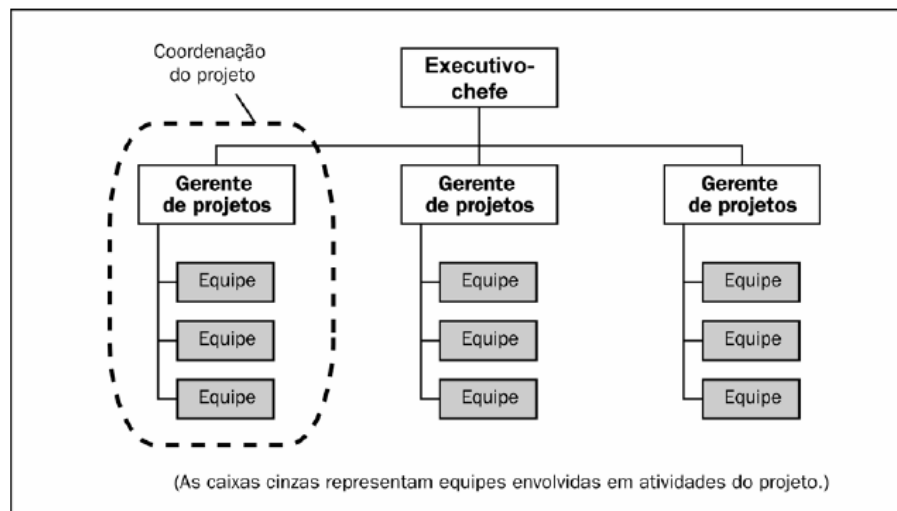 Coordenação
do projeto
Executivo-
chefe
Gerente
de projetos
Gerente
de projetos
Gerente
de projetos
Equipe
Equipe
Equipe
Equipe
Equipe
Equipe
Equipe
Equipe
Equipe
(As caixas cinzas representam equipes envolvidas em atividades do projeto.)